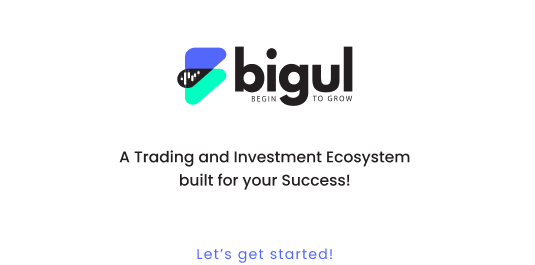 bigul
BEGIN TO GROW
A Trading and Investment Ecosystem
built for your Success!
Let's get started!